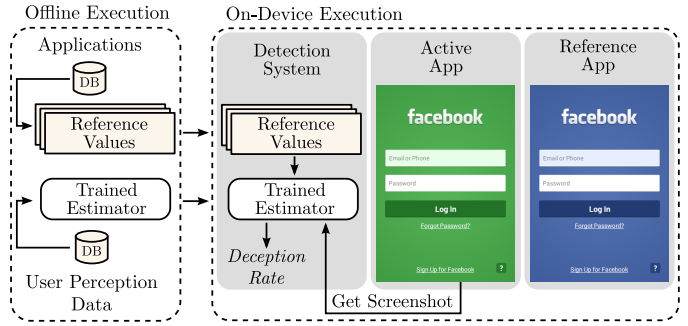 Offline Execution
Applications
DB
Reference
Values
Trained
Estimator
DB
User Perception
Data
On-Device Execution
Detection
System
Reference
Values
Trained
Estimator
Deception
Rate
Get Screenshot
Active
App
facebook
Email or Phone
Password
Log In
Forgot Password?
Sign Up for Facebook
?
Reference
App
facebook
Email or Phone
Password
Log In
Forgot Password?
Sign Up for Facebook
?